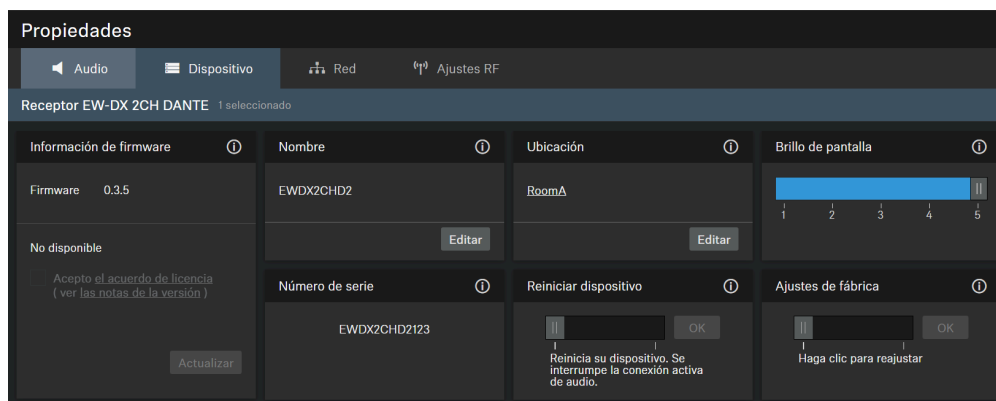 Propiedades
Audio
Dispositivo
Red
Ajustes RF
Receptor EW-DX 2CH DANTE 1 seleccionado
Información de firmware
Firmware 0.3.5
No disponible
Acepto el acuerdo de licencia
( ver las notas de la versión )
Actualizar
Nombre
EWDX2CHD2
Editar
Ubicación
RoomA
Editar
Brillo de pantalla
1 2 3 4 5
Número de serie
EWDX2CHD2123
Reiniciar dispositivo
OK
Reinicia su dispositivo. Se
interrumpe la conexión activa
de audio.
Ajustes de fábrica
OK
Haga clic para reajustar